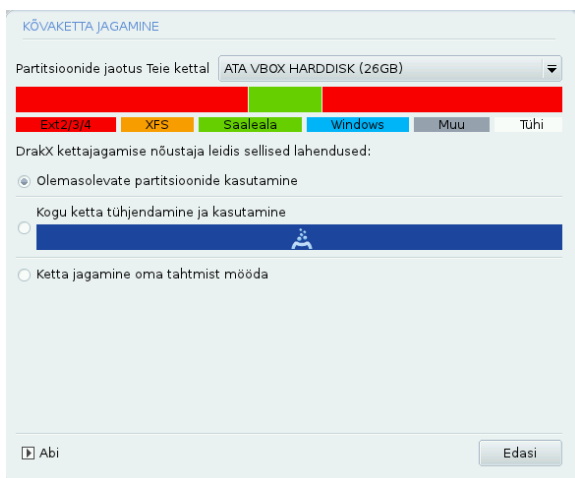 KÕVAKETTA JAGAMINE
Partitsioonide jaotus Teie kettal ATA VBOX HARDDISK (26GB)
Ext2/3/4 XFS Saaleala Windows Muu Tühi
DrakX kettajagamise nõustaja leidis sellised lahendused:
Olemasolevate partitsioonide kasutamine
Kogu ketta tühjendamine ja kasutamine
Ketta jagamine oma tahtmist mööda
Abi Edasi